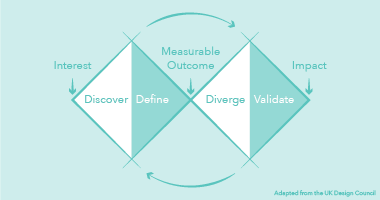 Measurable
Outcome
Interest
Impact
Discover
Define
Diverge
Validate
Adapted from the UK Design Council